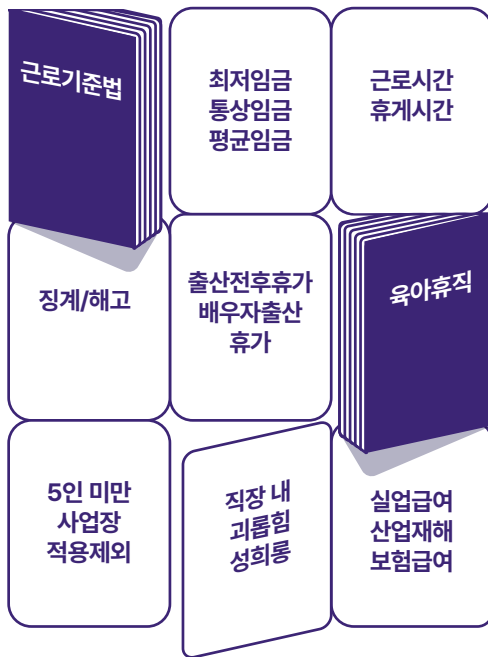 근로기준법
최저임금
통상임금
평균임금
근로시간
휴게시간
징계/해고
출산전후휴가
배우자출산
휴가
육아휴직
5인 미만
사업장
적용제외
직장 내
괴롭힘
성희롱
실업급여
산업재해
보험급여